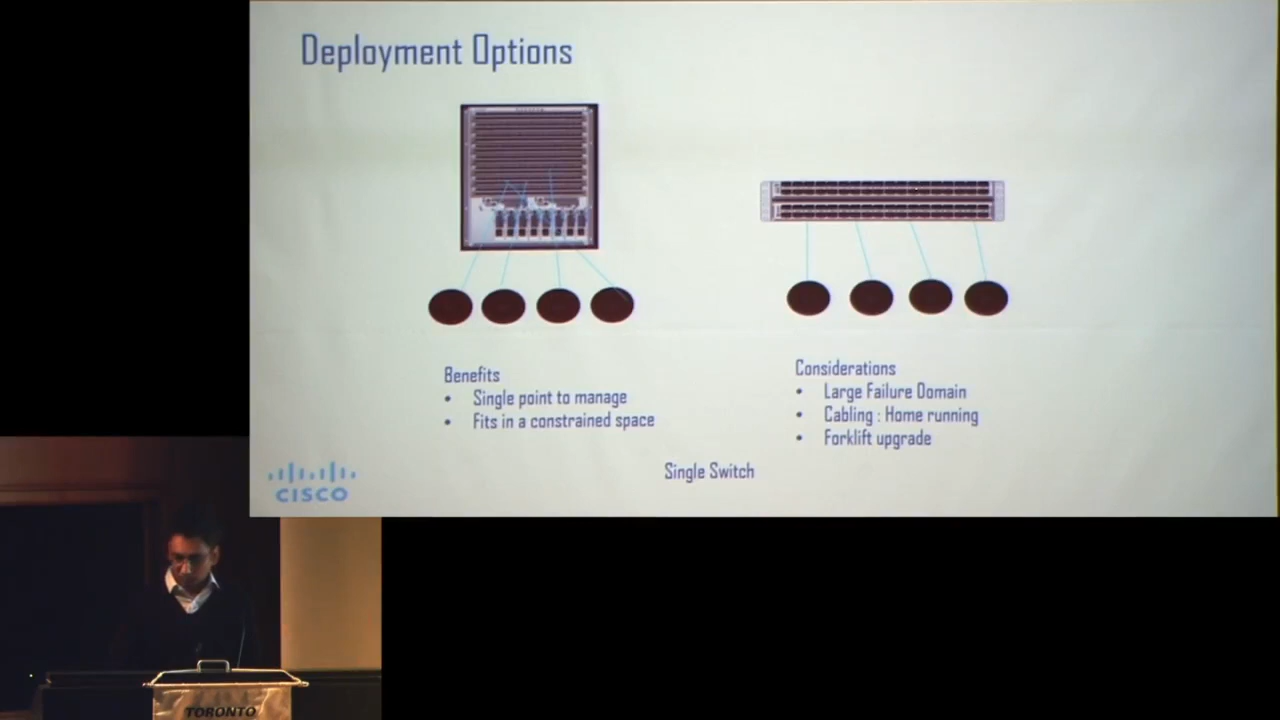 Deployment Options
Benefits
• Single point to manage
• Fits in a constrained space
Considerations
• Large Failure Domain
• Cabling : Home running
• Forklift upgrade
Single Switch
CISCO
TORONTO